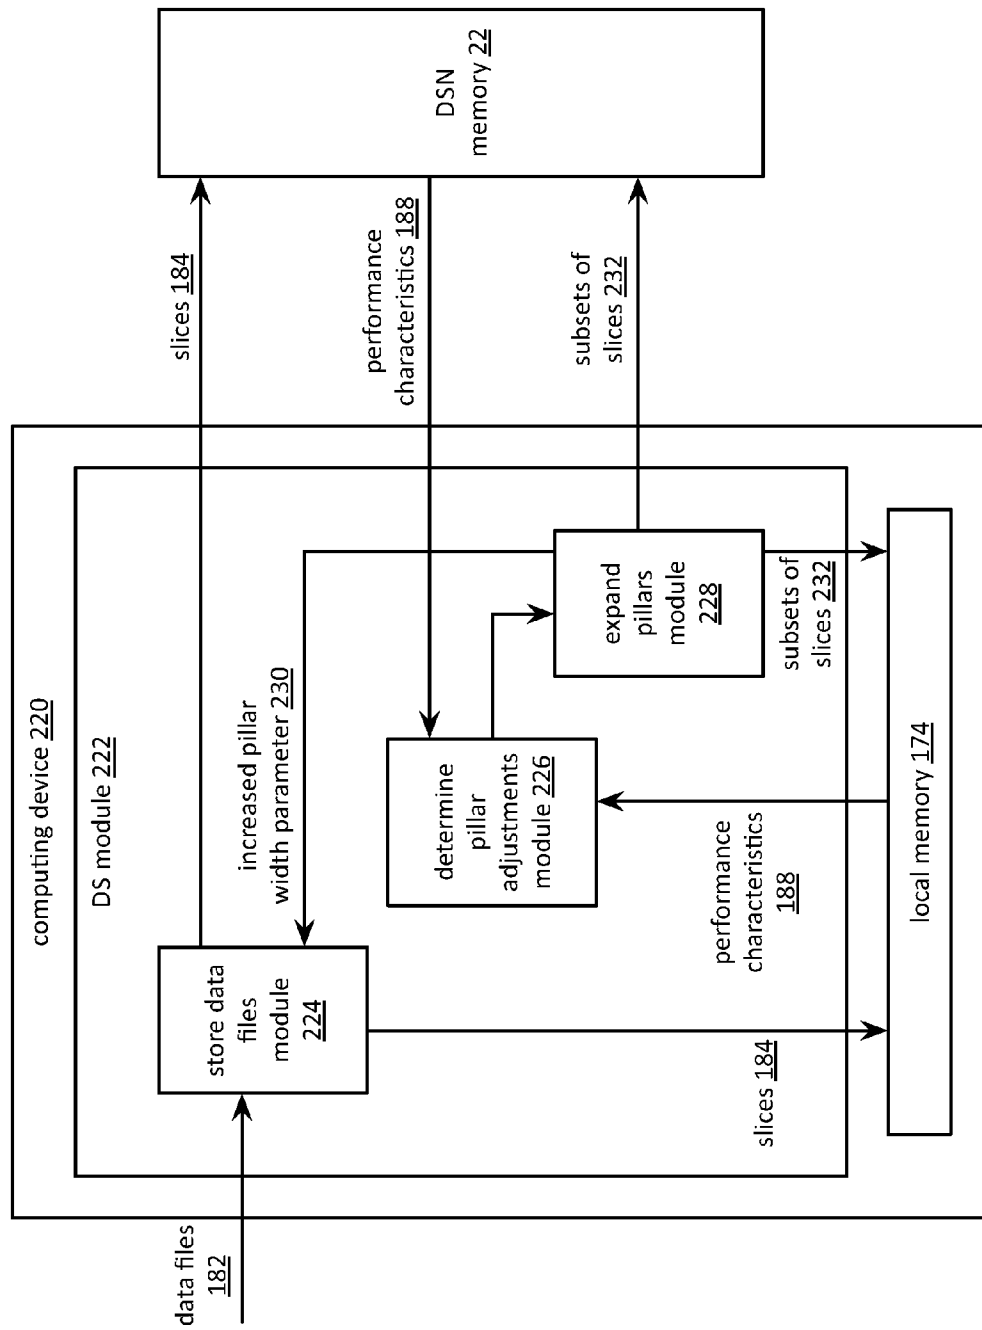 computing device 220
DS module 222
data files
182
store data
files
module
224
slices 184
increased pillar
width parameter 230
performance
characteristics 188
DSN
memory 22
determine
pillar
adjustments
module 226
expand
pillars
module
228
subsets of
slices 232
slices 184
performance
characteristics
188
subsets of
slices 232
local memory 174